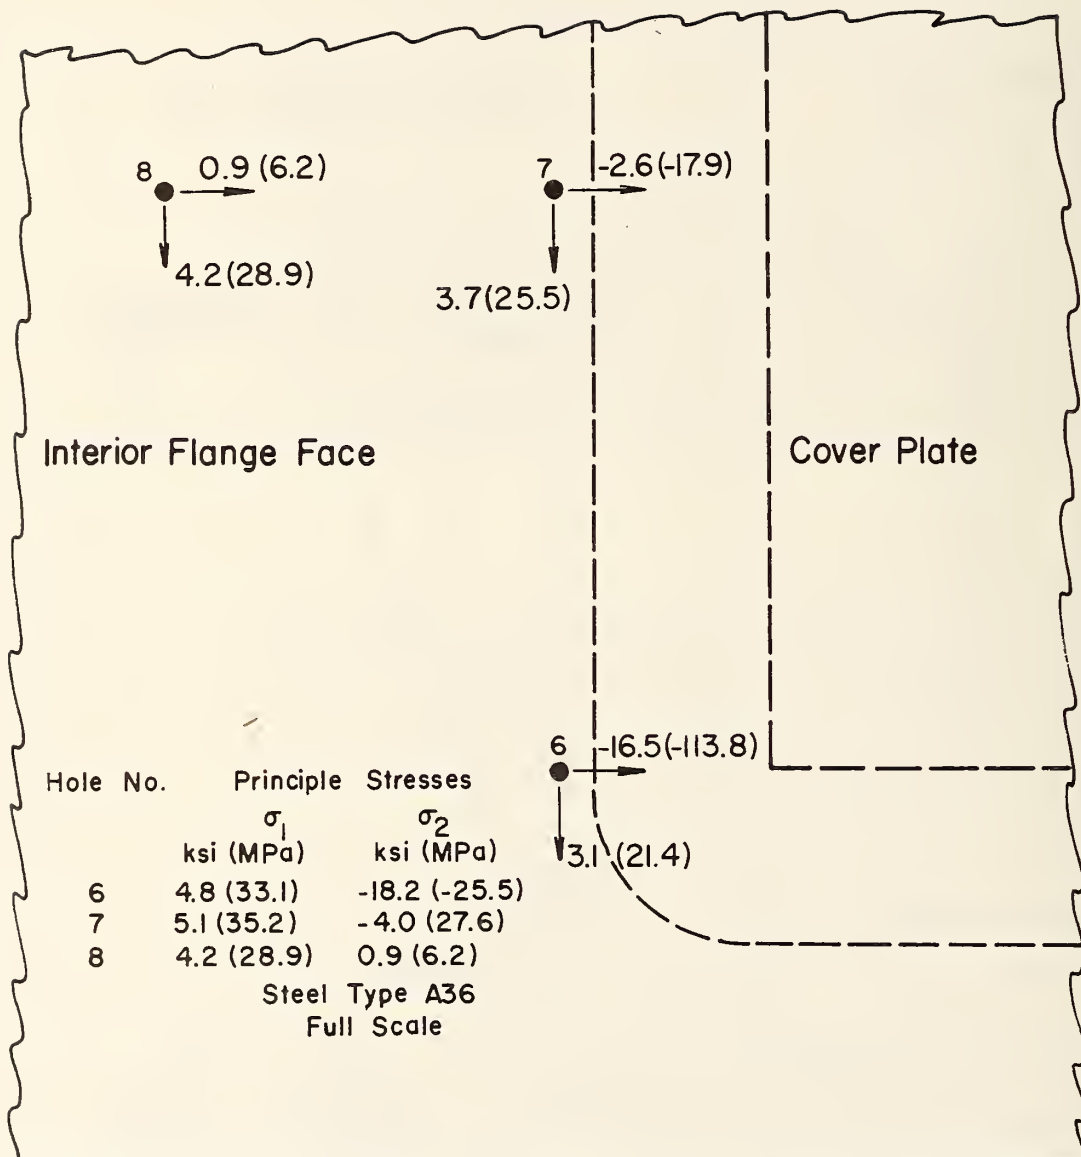 8 0.9 (6.2)
7 -2.6(-17.9)
4.2(28.9)
3.7(25.5)
Interior Flange Face
Cover Plate
6 -16.5(-113.8)
3.1 (21.4)
Hole No. Principle Stresses
σ1 σ2
ksi (MPa) ksi (MPa)
6 4.8 (33.1) -18.2 (-25.5)
7 5.1 (35.2) -4.0 (27.6)
8 4.2 (28.9) 0.9 (6.2)
Steel Type A36
Full Scale